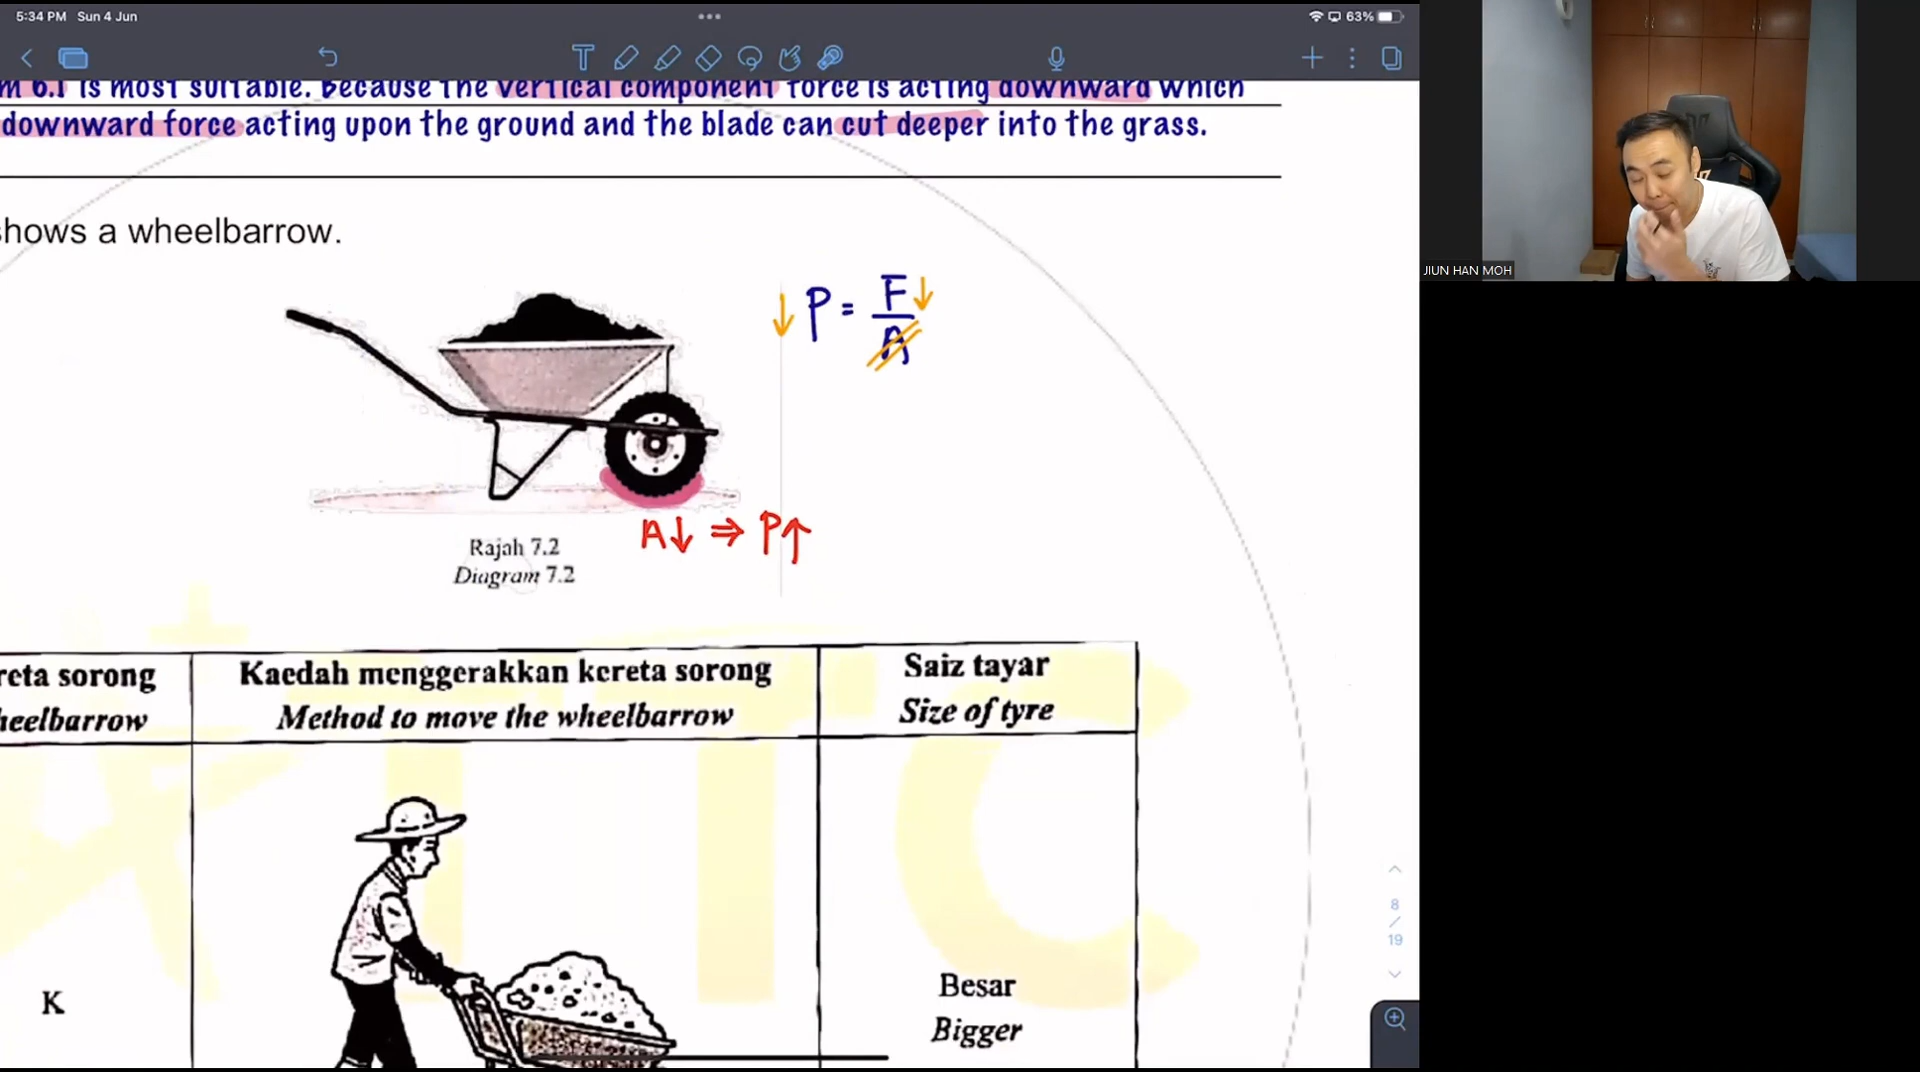 5:34 PM Sun 4 Jun
63%
m 6.1 is most suitable. Because the vertical component force is acting downward which
downward force acting upon the ground and the blade can cut deeper into the grass.
shows a wheelbarrow.
↓ P = F↓
A
Rajah 7.2
Diagram 7.2
A↓ ⇒ P↑
reta sorong
heelbarrow
Kaedah menggerakkan kereta sorong
Method to move the wheelbarrow
Saiz tayar
Size of tyre
K
Besar
Bigger
8
/
19
JIUN HAN MOH